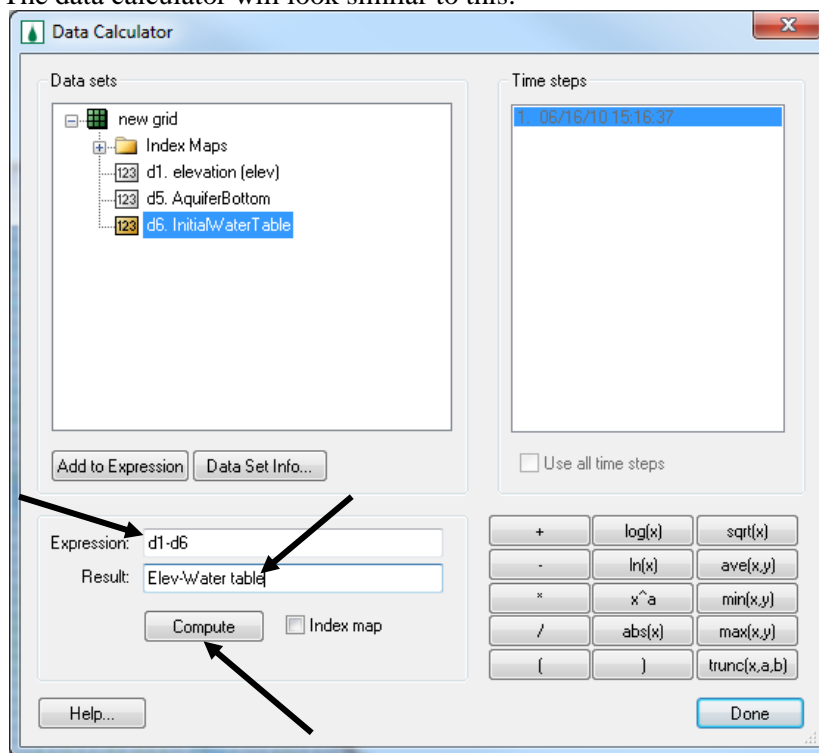 The data calculator will look similar to this:
Data Calculator
x
Data sets
new grid
Index Maps
123 d1. elevation (elev)
123 d5. AquiferBottom
123 d6. InitialWaterTable
Add to Expression Data Set Info...
Time steps
1. 06/16/10 15:16:37
Use all time steps
Expression: d1-d6
Result: Elev-Water table
Compute Index map
+ log(x) sqrt(x)
- ln(x) ave(x,y)
* x^a min(x,y)
/ abs(x) max(x,y)
( ) trunc(x,a,b)
Help... Done